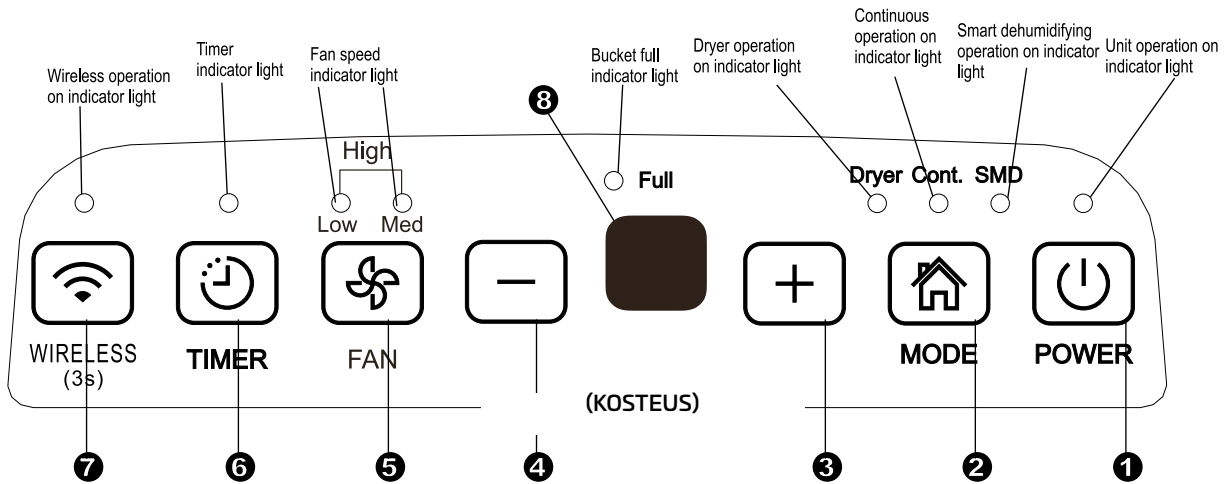 Wireless operation
on indicator light
Timer
indicator light
Fan speed
indicator light
Bucket full
indicator light
Dryer operation
on indicator light
Continuous
operation on
indicator light
Smart dehumidifying
operation on indicator
light
Unit operation on
indicator light
8
High
Full
Dryer Cont. SMD
Low Med
WIRELESS
(3s)
TIMER
FAN
MODE
POWER
(KOSTEUS)
7 6 5 4 3 2 1